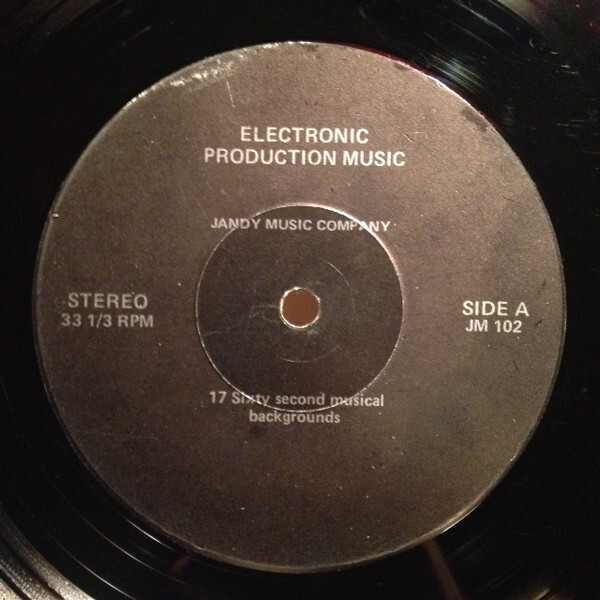 ELECTRONIC
PRODUCTION MUSIC
JANDY MUSIC COMPANY
STEREO
33 1/3 RPM
SIDE A
JM 102
17 Sixty second musical
backgrounds